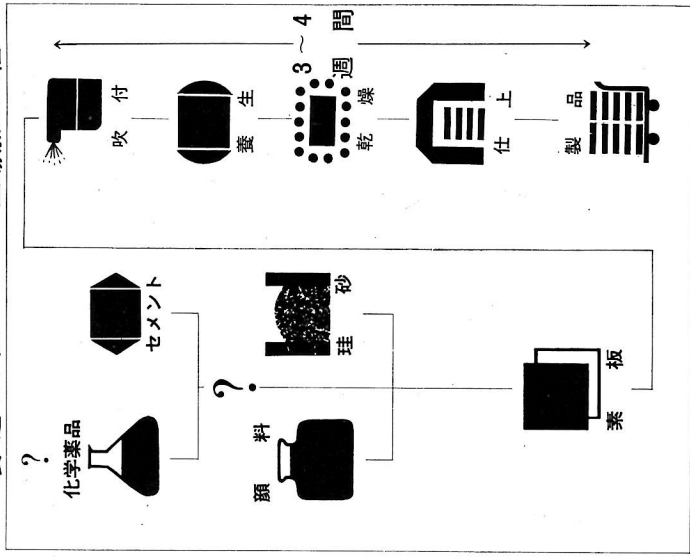 ?
化学薬品
セメント
?
顔料
珪砂
素板
吹付
養生
乾燥
仕上
製品
3~4週間